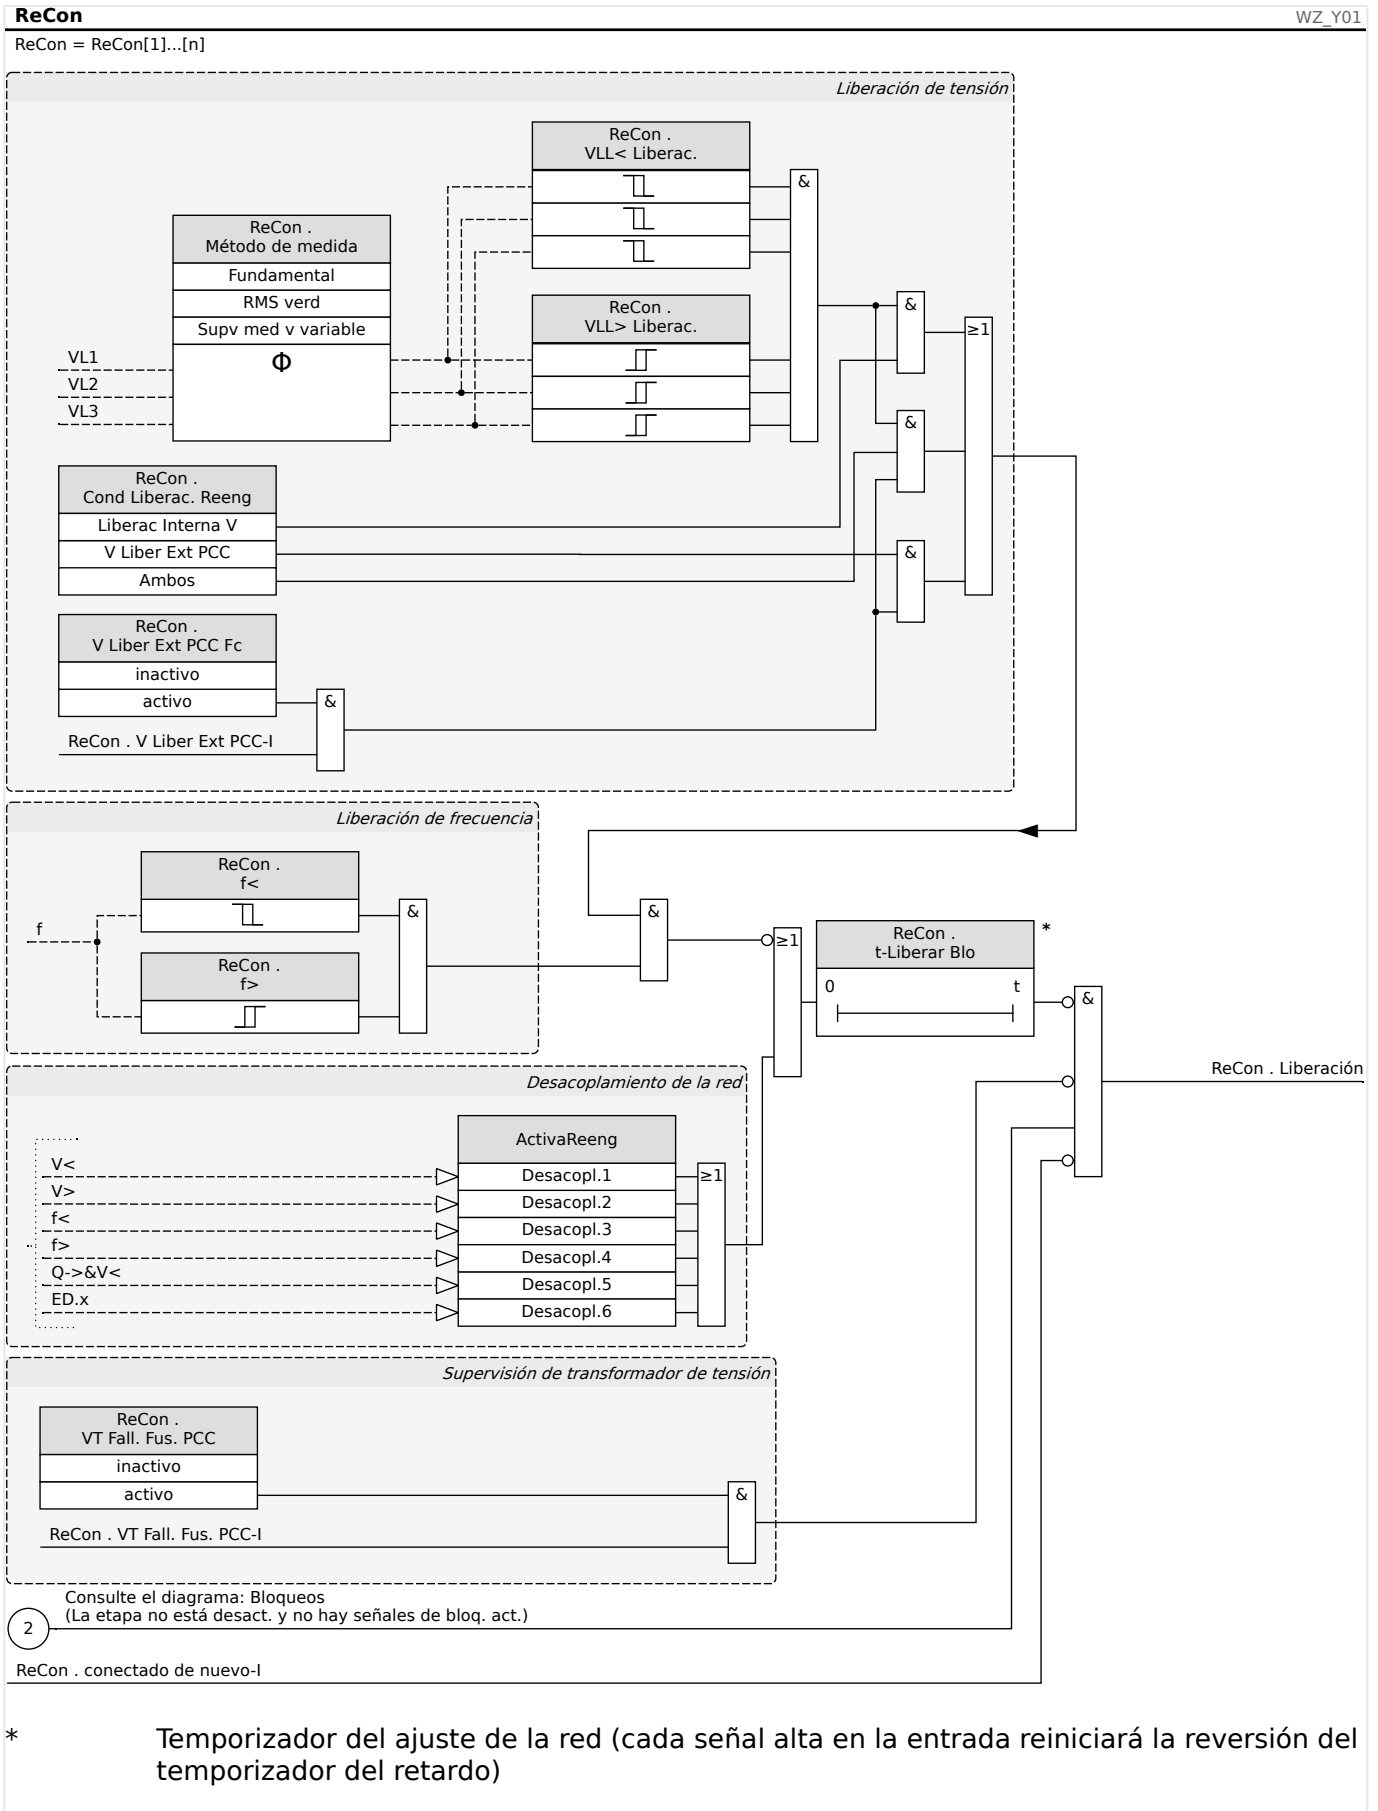 ReCon
WZ_Y01
ReCon = ReCon[1]...[n]
Liberación de tensión
ReCon .
VLL< Liberac.
&
ReCon .
Método de medida
Fundamental
RMS verd
Supv med v variable
Φ
VL1
VL2
VL3
ReCon .
VLL> Liberac.
&
≥1
&
ReCon .
Cond Liberac. Reeng
Liberac Interna V
V Liber Ext PCC
Ambos
&
ReCon .
V Liber Ext PCC Fc
inactivo
activo
&
ReCon . V Liber Ext PCC-I
Liberación de frecuencia
ReCon .
f<
&
f
ReCon .
f>
&
≥1
ReCon .
t-Liberar Blo
*
0
t
&
ReCon . Liberación
Desacoplamiento de la red
ActivaReeng
V<
Desacopl.1
≥1
V>
Desacopl.2
f<
Desacopl.3
f>
Desacopl.4
Q->&V<
Desacopl.5
ED.x
Desacopl.6
Supervisión de transformador de tensión
ReCon .
VT Fall. Fus. PCC
inactivo
activo
&
ReCon . VT Fall. Fus. PCC-I
Consulte el diagrama: Bloqueos
(La etapa no está desact. y no hay señales de bloq. act.)
2
ReCon . conectado de nuevo-I
* Temporizador del ajuste de la red (cada señal alta en la entrada reiniciará la reversión del
temporizador del retardo)